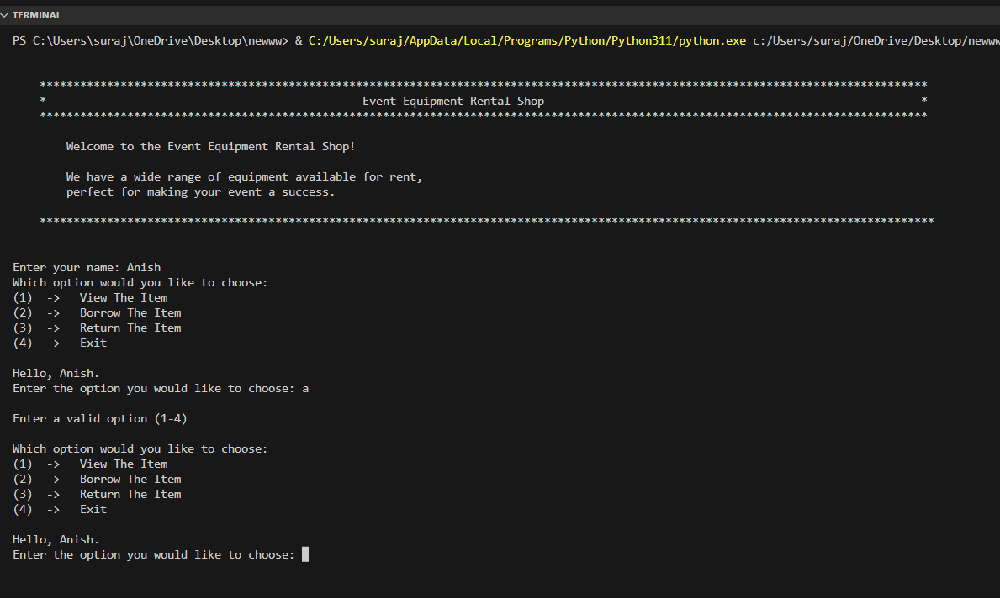 TERMINAL
PS C:\Users\suraj\OneDrive\Desktop\newww> & C:/Users/suraj/AppData/Local/Programs/Python/Python311/python.exe c:/Users/suraj/OneDrive/Desktop/newww
************************************************************************************************************************************
* Event Equipment Rental Shop *
************************************************************************************************************************************
Welcome to the Event Equipment Rental Shop!
We have a wide range of equipment available for rent,
perfect for making your event a success.
*************************************************************************************************************************************
Enter your name: Anish
Which option would you like to choose:
(1) -> View The Item
(2) -> Borrow The Item
(3) -> Return The Item
(4) -> Exit
Hello, Anish.
Enter the option you would like to choose: a
Enter a valid option (1-4)
Which option would you like to choose:
(1) -> View The Item
(2) -> Borrow The Item
(3) -> Return The Item
(4) -> Exit
Hello, Anish.
Enter the option you would like to choose: